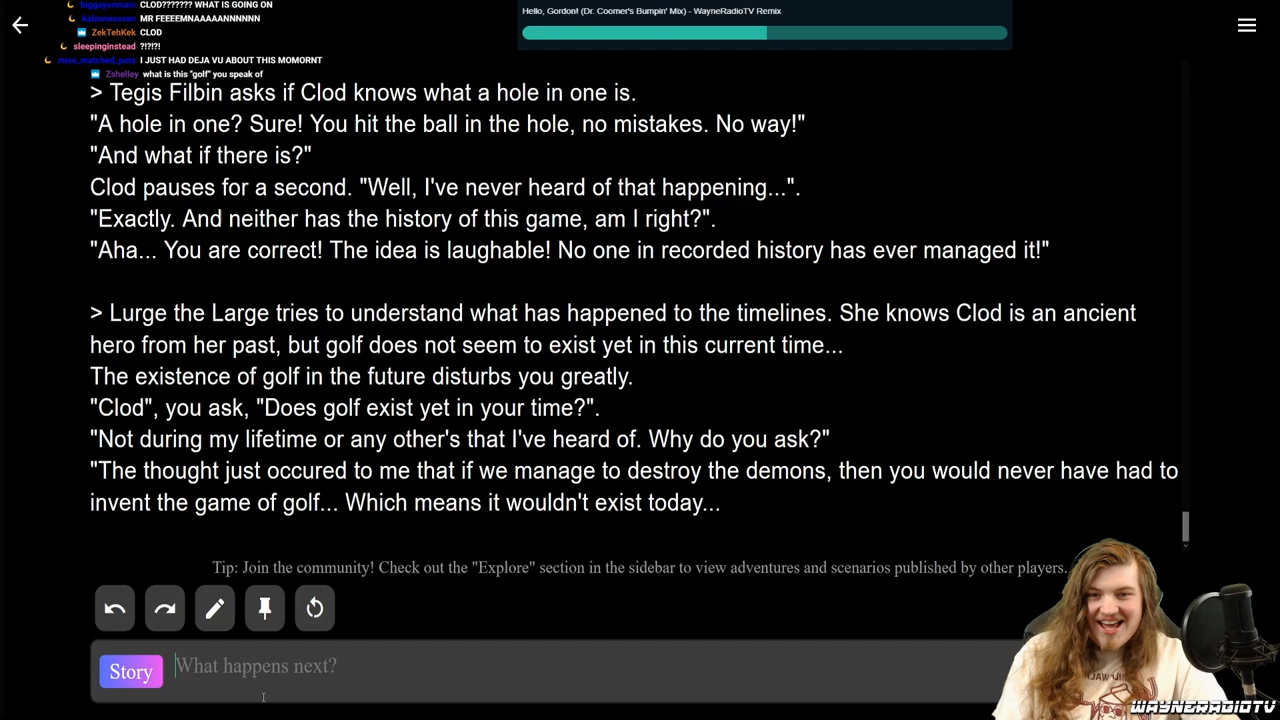 biggayonmain CLOD??????? WHAT IS GOING ON
kalzonesovan MR FEEEEMNAAAAANNNNN
ZekTehKek CLOD
sleepinginstead ?!?!?!
miss_matched_pots I JUST HAD DEJA VU ABOUT THIS MOMORNT
Zshelley what is this "golf" you speak of
Hello, Gordon! (Dr. Coomer's Bumpin' Mix) - WayneRadioTV Remix
> Tegis Filbin asks if Clod knows what a hole in one is.
"A hole in one? Sure! You hit the ball in the hole, no mistakes. No way!"
"And what if there is?"
Clod pauses for a second. "Well, I've never heard of that happening...".
"Exactly. And neither has the history of this game, am I right?".
"Aha... You are correct! The idea is laughable! No one in recorded history has ever managed it!"
> Lurge the Large tries to understand what has happened to the timelines. She knows Clod is an ancient
hero from her past, but golf does not seem to exist yet in this current time...
The existence of golf in the future disturbs you greatly.
"Clod", you ask, "Does golf exist yet in your time?".
"Not during my lifetime or any other's that I've heard of. Why do you ask?"
"The thought just occured to me that if we manage to destroy the demons, then you would never have had to
invent the game of golf... Which means it wouldn't exist today...
Tip: Join the community! Check out the "Explore" section in the sidebar to view adventures and scenarios published by other players.
Story
What happens next?
WAYNERADIOTV